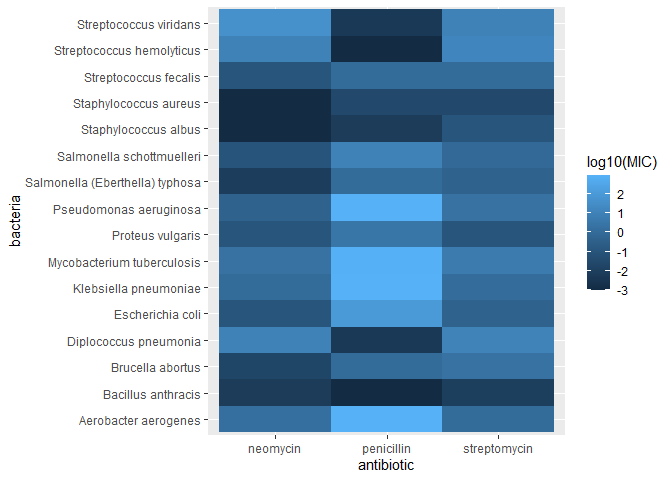 Streptococcus viridans
Streptococcus hemolyticus
Streptococcus fecalis
Staphylococcus aureus
Staphylococcus albus
Salmonella schottmuelleri
Salmonella (Eberthella) typhosa
Pseudomonas aeruginosa
Proteus vulgaris
Mycobacterium tuberculosis
Klebsiella pneumoniae
Escherichia coli
Diplococcus pneumonia
Brucella abortus
Bacillus anthracis
Aerobacter aerogenes
bacteria
neomycin penicillin streptomycin
antibiotic
log10(MIC)
2
1
0
-1
-2
-3